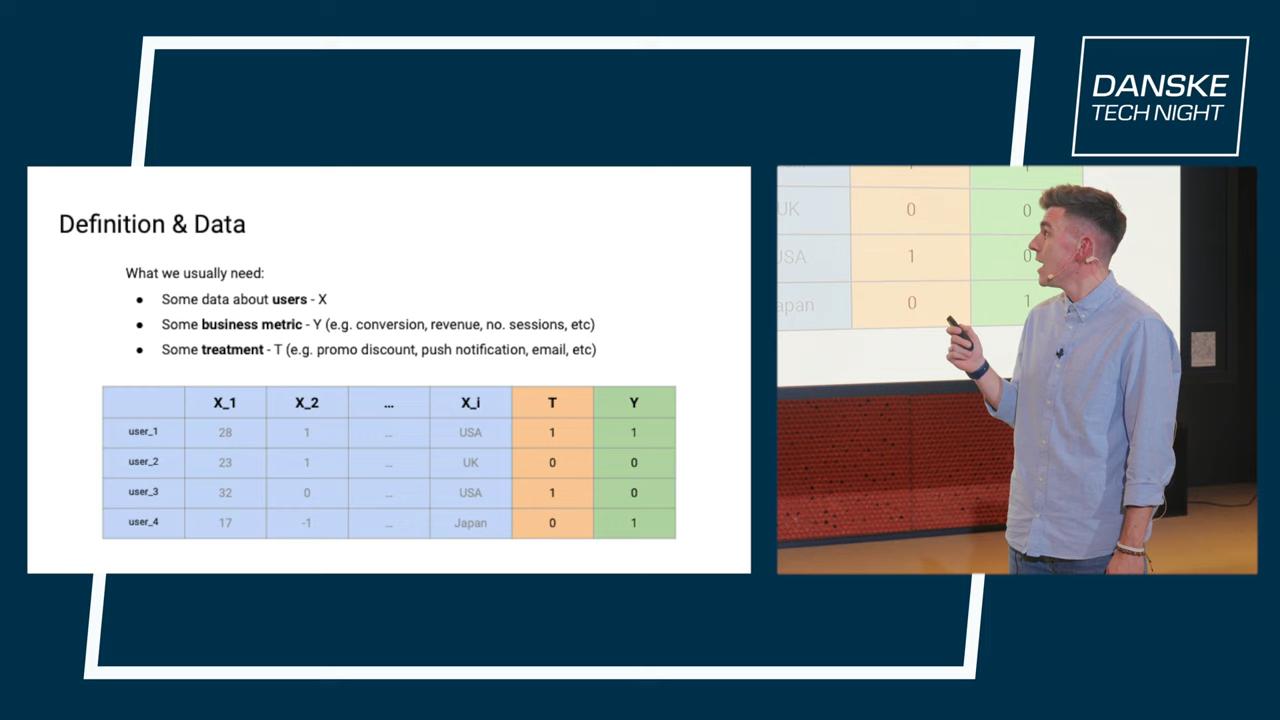 DANSKE
TECH NIGHT
Definition & Data
What we usually need:
● Some data about users - X
● Some business metric - Y (e.g. conversion, revenue, no. sessions, etc)
● Some treatment - T (e.g. promo discount, push notification, email, etc)
X_1 X_2 ... X_i T Y
user_1 28 1 ... USA 1 1
user_2 23 1 ... UK 0 0
user_3 32 0 ... USA 1 0
user_4 17 -1 ... Japan 0 1
UK 0 0
USA 1 0
apan 0 1